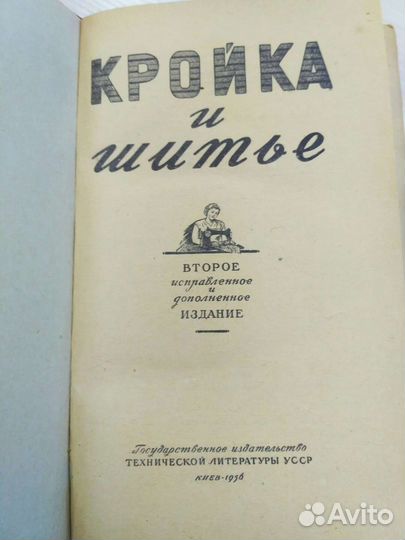 КРОЙКА
и
шитье
ВТОРОЕ
исправленное
и
дополненное
ИЗДАНИЕ
Государственное издательство
ТЕХНИЧЕСКОЙ ЛИТЕРАТУРЫ УССР
КИЕВ-1956
Avito